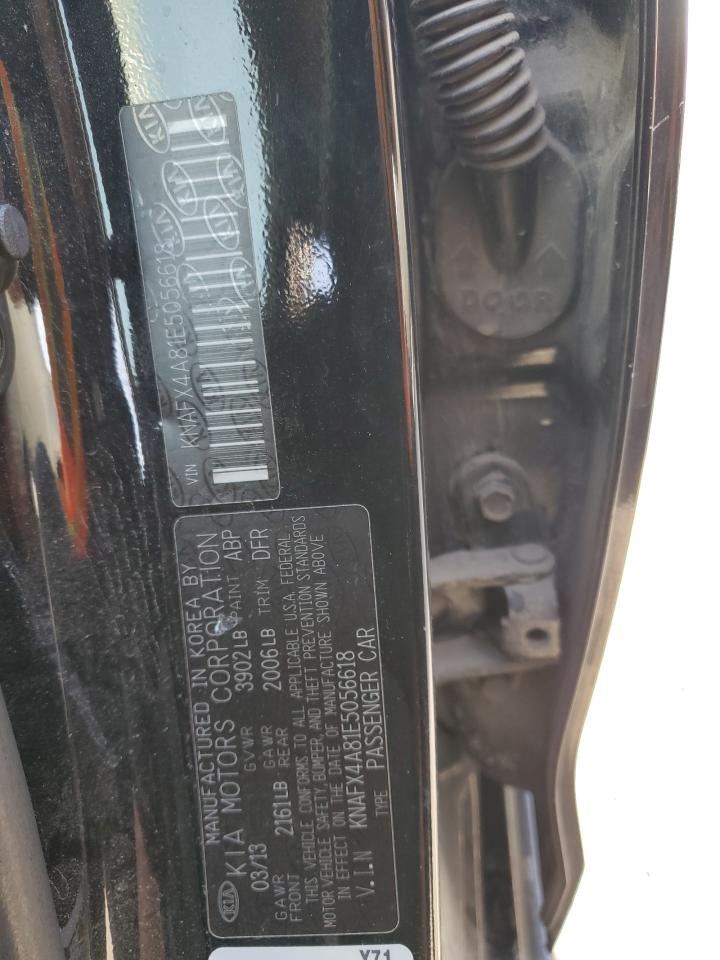 VIN KNAFX4A81E5056618
KIA
MANUFACTURED IN KOREA BY
KIA MOTORS CORPORATION
03/13 GVWR 3902LB PAINT ABP
GAWR FRONT 2161LB GAWR REAR 2006LB TRIM DFR
THIS VEHICLE CONFORMS TO ALL APPLICABLE U.S.A. FEDERAL
MOTOR VEHICLE SAFETY, BUMPER, AND THEFT PREVENTION STANDARDS
IN EFFECT ON THE DATE OF MANUFACTURE SHOWN ABOVE
V.I.N KNAFX4A81E5056618
TYPE PASSENGER CAR
DOOR
Y71